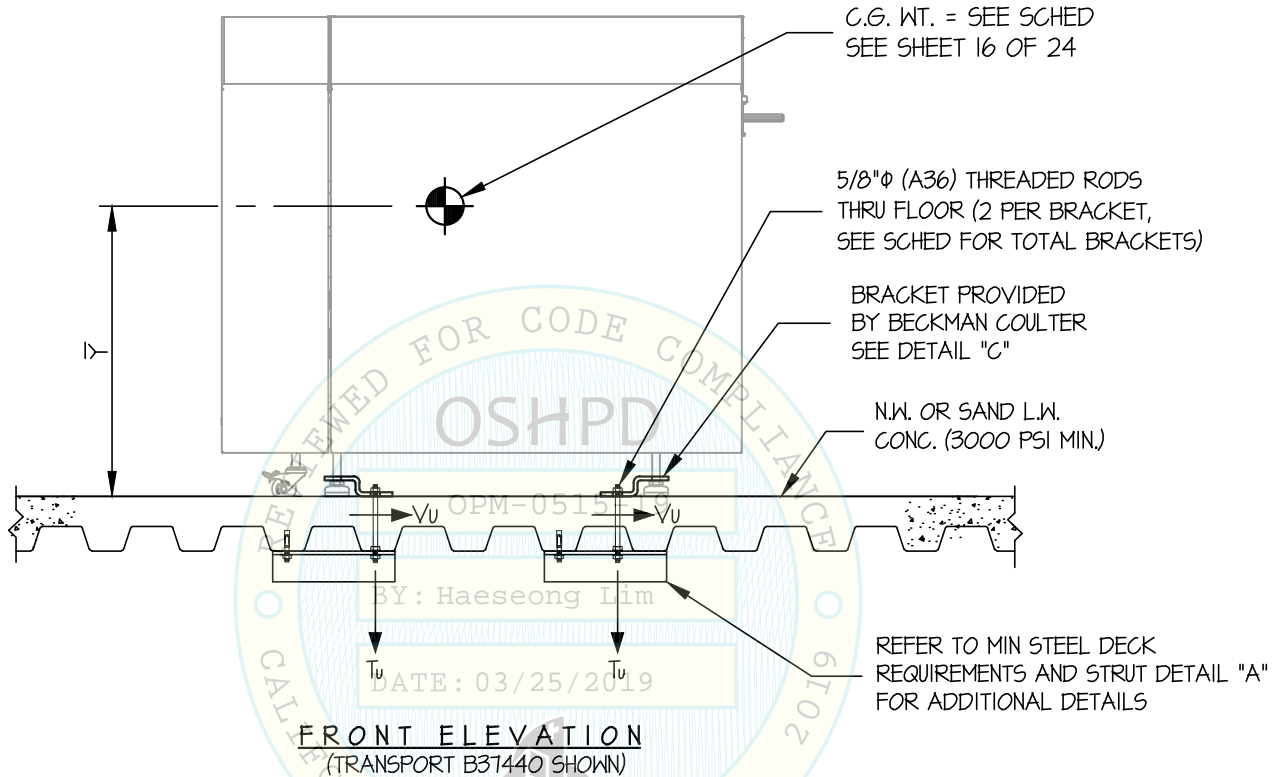 C.G. WT. = SEE SCHED
SEE SHEET 16 OF 24
5/8"Φ (A36) THREADED RODS
THRU FLOOR (2 PER BRACKET,
SEE SCHED FOR TOTAL BRACKETS)
BRACKET PROVIDED
BY BECKMAN COULTER
SEE DETAIL "C"
N.W. OR SAND L.W.
CONC. (3000 PSI MIN.)
Y
REVIEWED FOR CODE COMPLIANCE
OSHPD
OPM-0515-19
Vu
Vu
BY: Haeseong Lim
Tu
Tu
DATE: 03/25/2019
2019
REFER TO MIN STEEL DECK
REQUIREMENTS AND STRUT DETAIL "A"
FOR ADDITIONAL DETAILS
FRONT ELEVATION
(TRANSPORT B37440 SHOWN)